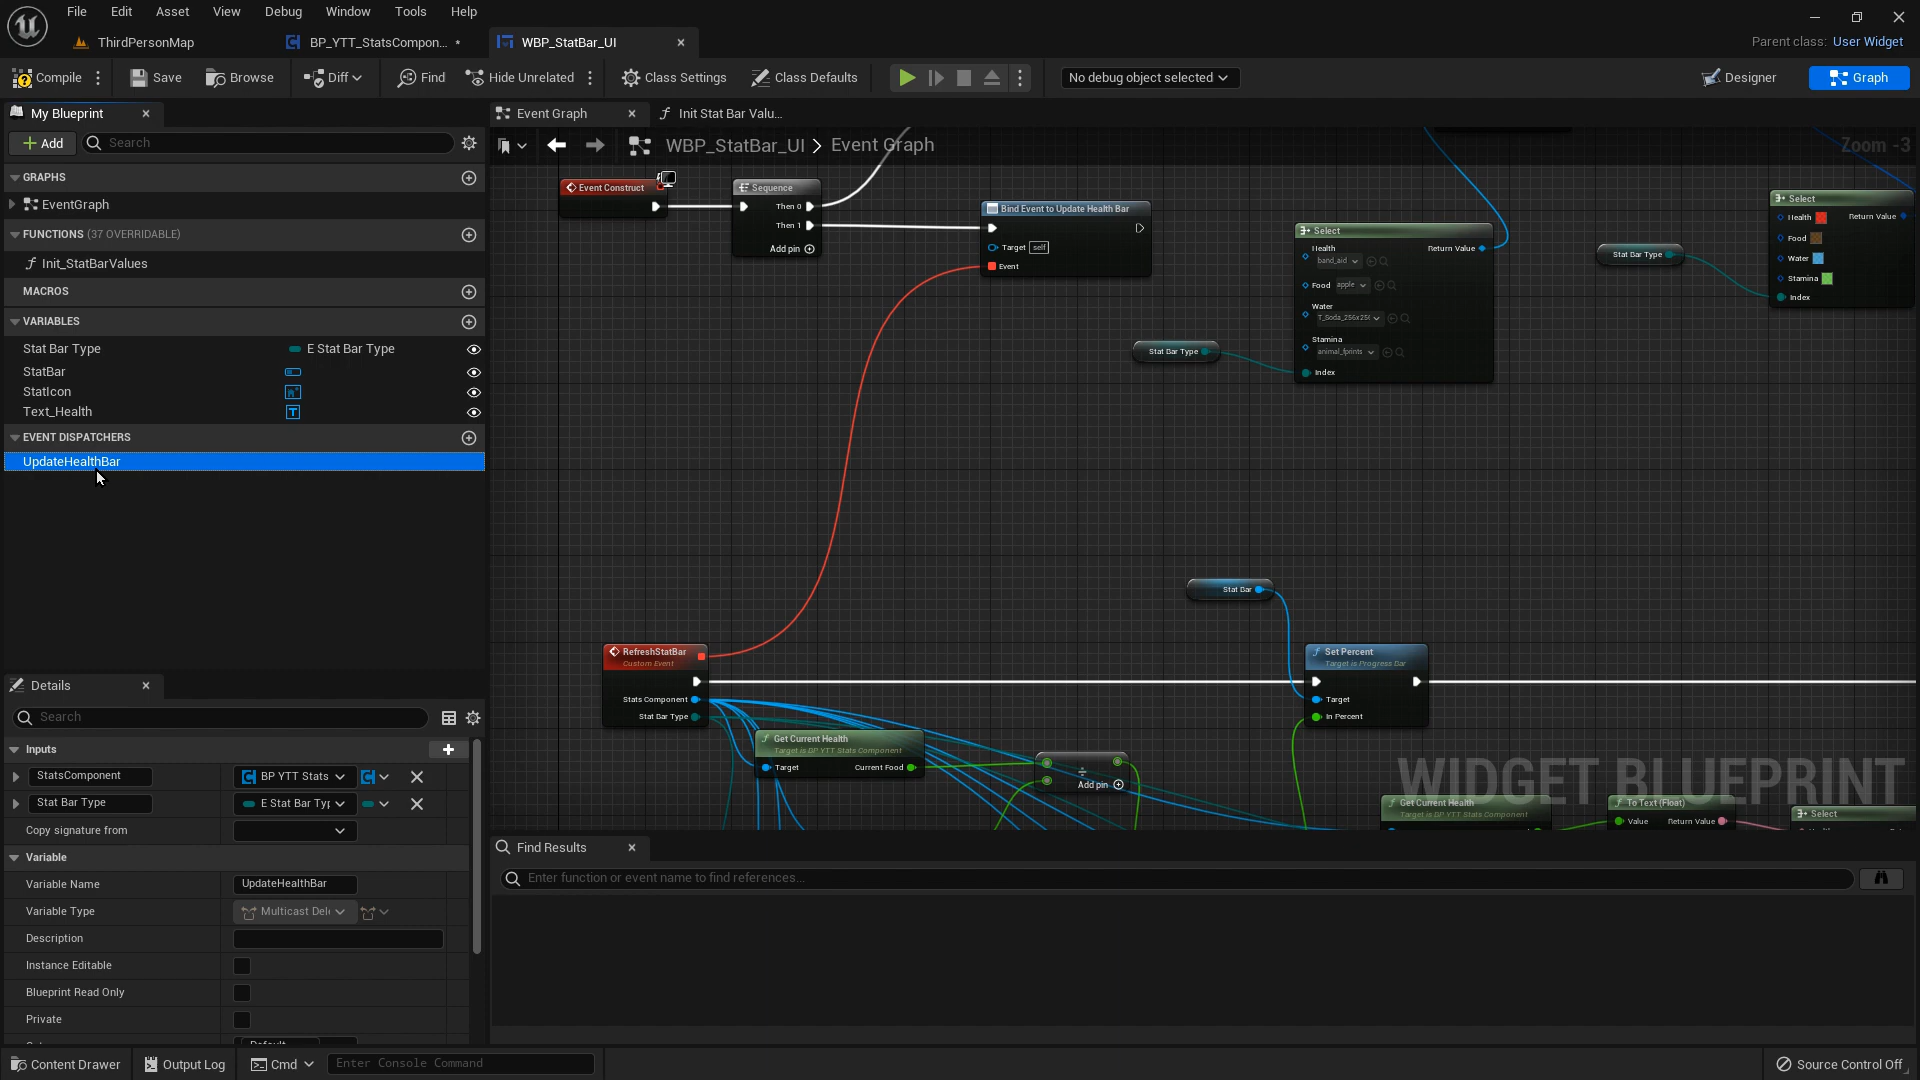 File Edit Asset View Debug Window Tools Help
ThirdPersonMap
BP_YTT_StatsCompon... *
WBP_StatBar_UI
Parent class: User Widget
Compile
Save
Browse
Diff
Find
Hide Unrelated
Class Settings
Class Defaults
No debug object selected
Designer
Graph
My Blueprint
Add
Search
GRAPHS
EventGraph
FUNCTIONS (37 OVERRIDABLE)
Init_StatBarValues
MACROS
VARIABLES
Stat Bar Type
E Stat Bar Type
StatBar
StatIcon
Text_Health
EVENT DISPATCHERS
UpdateHealthBar
Details
Search
Inputs
StatsComponent
BP YTT Stats
Stat Bar Type
E Stat Bar Typ
Copy signature from
Variable
Variable Name
UpdateHealthBar
Variable Type
Multicast Del
Description
Instance Editable
Blueprint Read Only
Private
Event Graph
Init Stat Bar Valu...
WBP_StatBar_UI > Event Graph
Zoom -3
Event Construct
Sequence
Then 0
Then 1
Add pin
Bind Event to Update Health Bar
Target self
Event
Select
Health
Return Value
band_aid
Food apple
Water
T_Soda_256x256
Stamina
animal_fprints
Index
Stat Bar Type
Stat Bar Type
Select
Health
Return Value
Food
Water
Stamina
Index
Stat Bar
RefreshStatBar
Custom Event
Stats Component
Stat Bar Type
Set Percent
Target is Progress Bar
Target
In Percent
Get Current Health
Target is BP YTT Stats Component
Target
Current Food
Add pin
WIDGET BLUEPRINT
Get Current Health
Target is BP YTT Stats Component
To Text (Float)
Value
Return Value
Select
Find Results
Enter function or event name to find references...
Content Drawer
Output Log
Cmd
Enter Console Command
Source Control Off